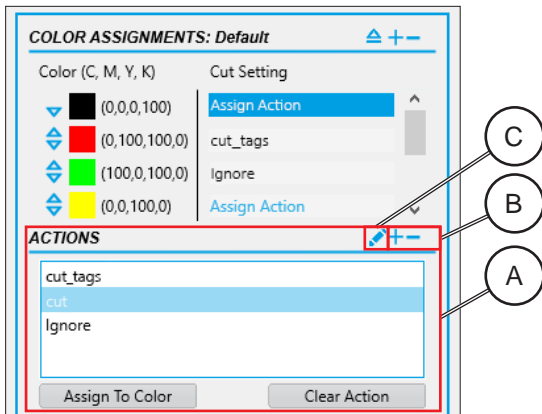 COLOR ASSIGNMENTS: Default
Color (C, M, Y, K) Cut Setting
(0,0,0,100) Assign Action
(0,100,100,0) cut_tags
(100,0,100,0) Ignore
(0,0,100,0) Assign Action
C
B
A
ACTIONS
cut_tags
cut
Ignore
Assign To Color Clear Action